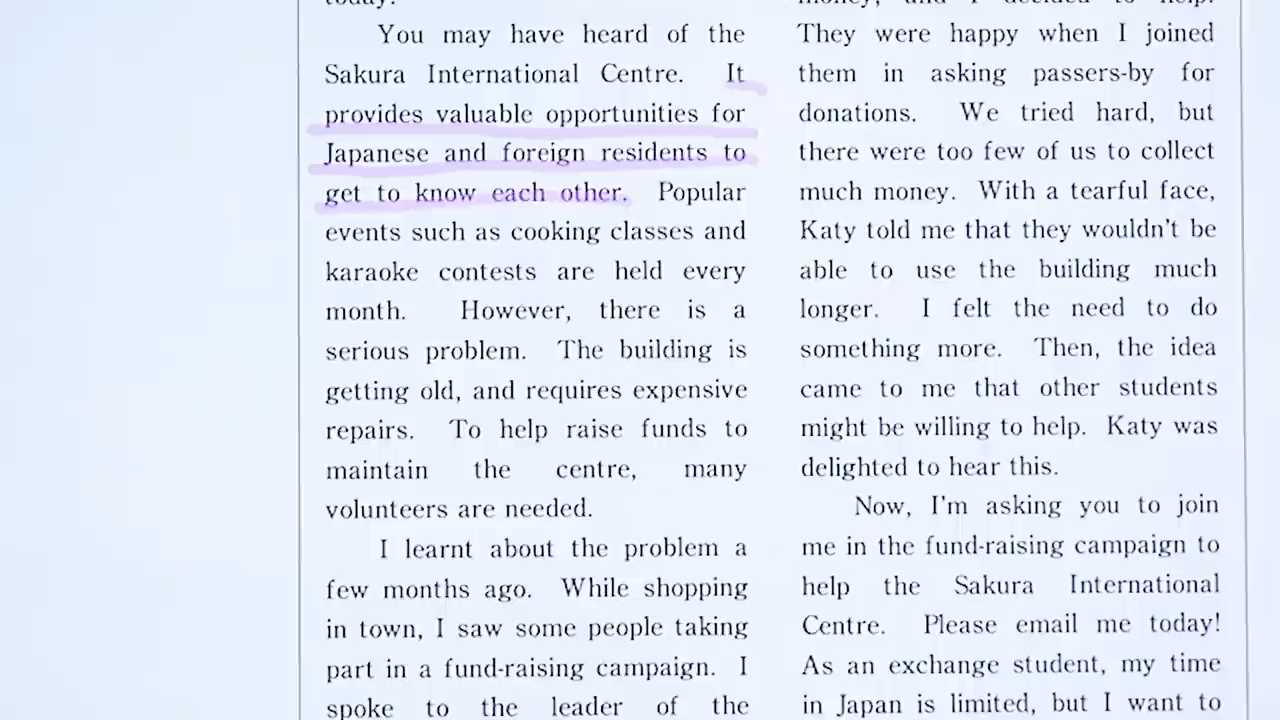 today!
You may have heard of the
Sakura International Centre. It
provides valuable opportunities for
Japanese and foreign residents to
get to know each other. Popular
events such as cooking classes and
karaoke contests are held every
month. However, there is a
serious problem. The building is
getting old, and requires expensive
repairs. To help raise funds to
maintain the centre, many
volunteers are needed.
I learnt about the problem a
few months ago. While shopping
in town, I saw some people taking
part in a fund-raising campaign. I
spoke to the leader of the
money, and I decided to help.
They were happy when I joined
them in asking passers-by for
donations. We tried hard, but
there were too few of us to collect
much money. With a tearful face,
Katy told me that they wouldn't be
able to use the building much
longer. I felt the need to do
something more. Then, the idea
came to me that other students
might be willing to help. Katy was
delighted to hear this.
Now, I'm asking you to join
me in the fund-raising campaign to
help the Sakura International
Centre. Please email me today!
As an exchange student, my time
in Japan is limited, but I want to